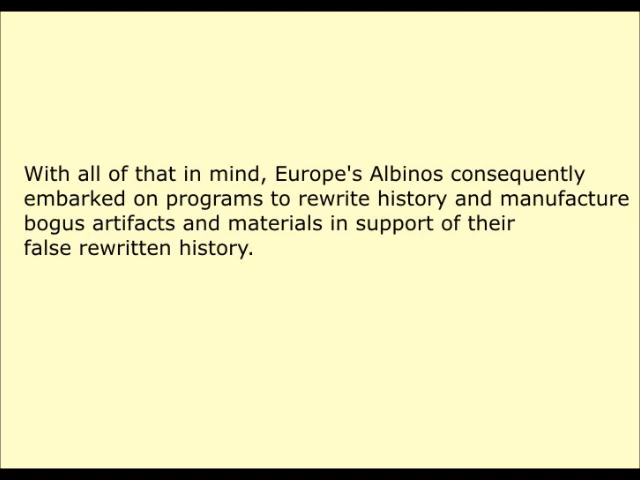 With all of that in mind, Europe's Albinos consequently
embarked on programs to rewrite history and manufacture
bogus artifacts and materials in support of their
false rewritten history.